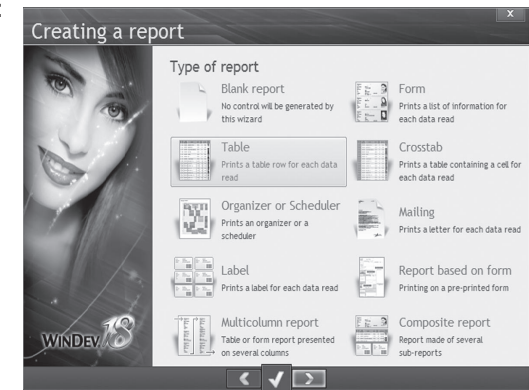 x
Creating a report
Type of report
Blank report
No control will be generated by
this wizard
Form
Prints a list of information for
each data read
Table
Prints a table row for each data
read
Crosstab
Prints a table containing a cell for
each data read
Organizer or Scheduler
Prints an organizer or a
scheduler
Mailing
Prints a letter for each data read
Label
Prints a label for each data read
Report based on form
Printing on a pre-printed form
Multicolumn report
Table or form report presented
on several columns
Composite report
Report made of several
sub-reports
WINDEV 18